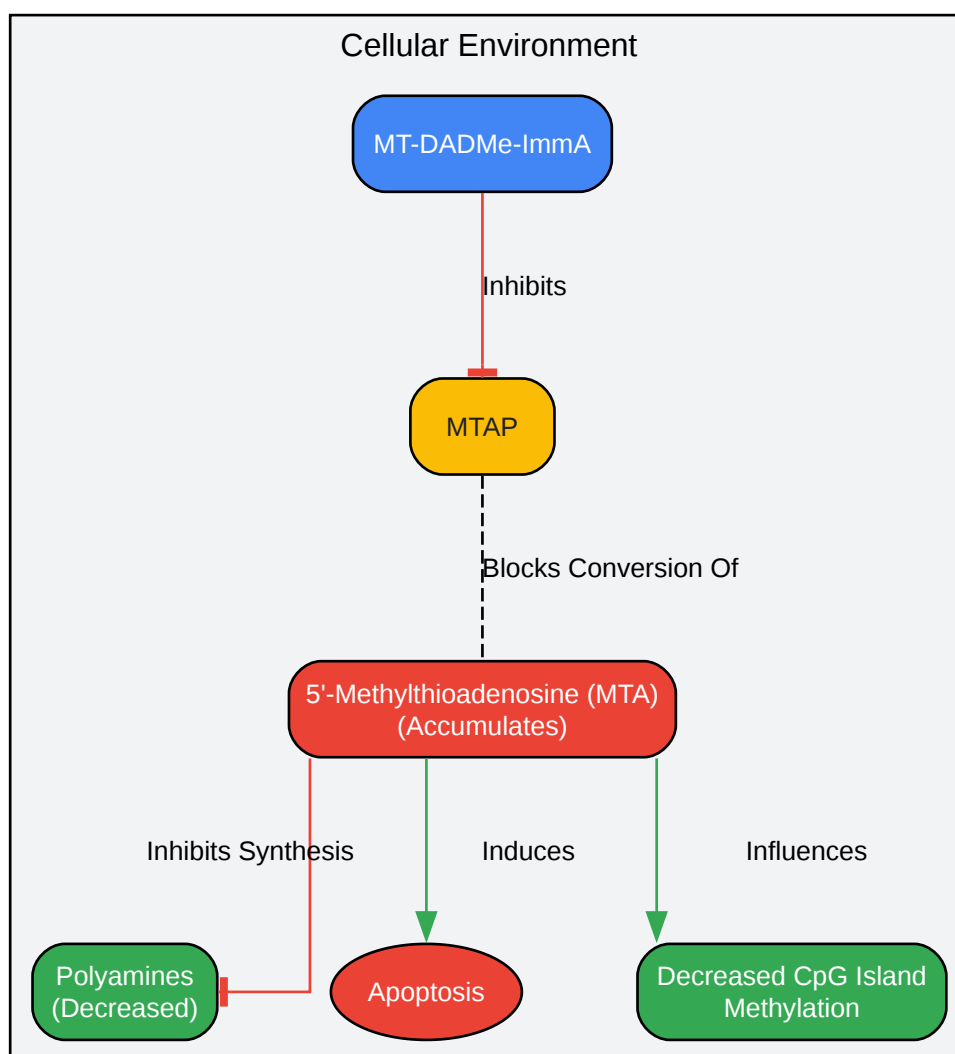 Cellular Environment
MT-DADMe-ImmA
Inhibits
MTAP
Blocks Conversion Of
5'-Methylthioadenosine (MTA)
(Accumulates)
Inhibits Synthesis
Induces
Influences
Polyamines
(Decreased)
Apoptosis
Decreased CpG Island
Methylation